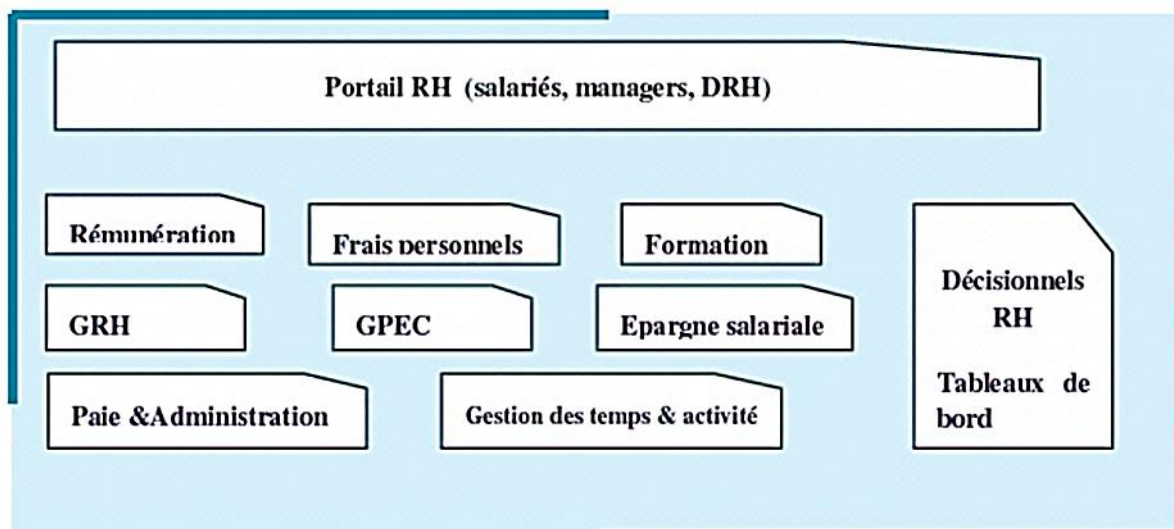 Portail RH (salariés, managers, DRH)
Rémunération
Frais personnels
Formation
GRH
GPEC
Epargne salariale
Paie &Administration
Gestion des temps & activité
Décisionnels
RH
Tableaux de
bord